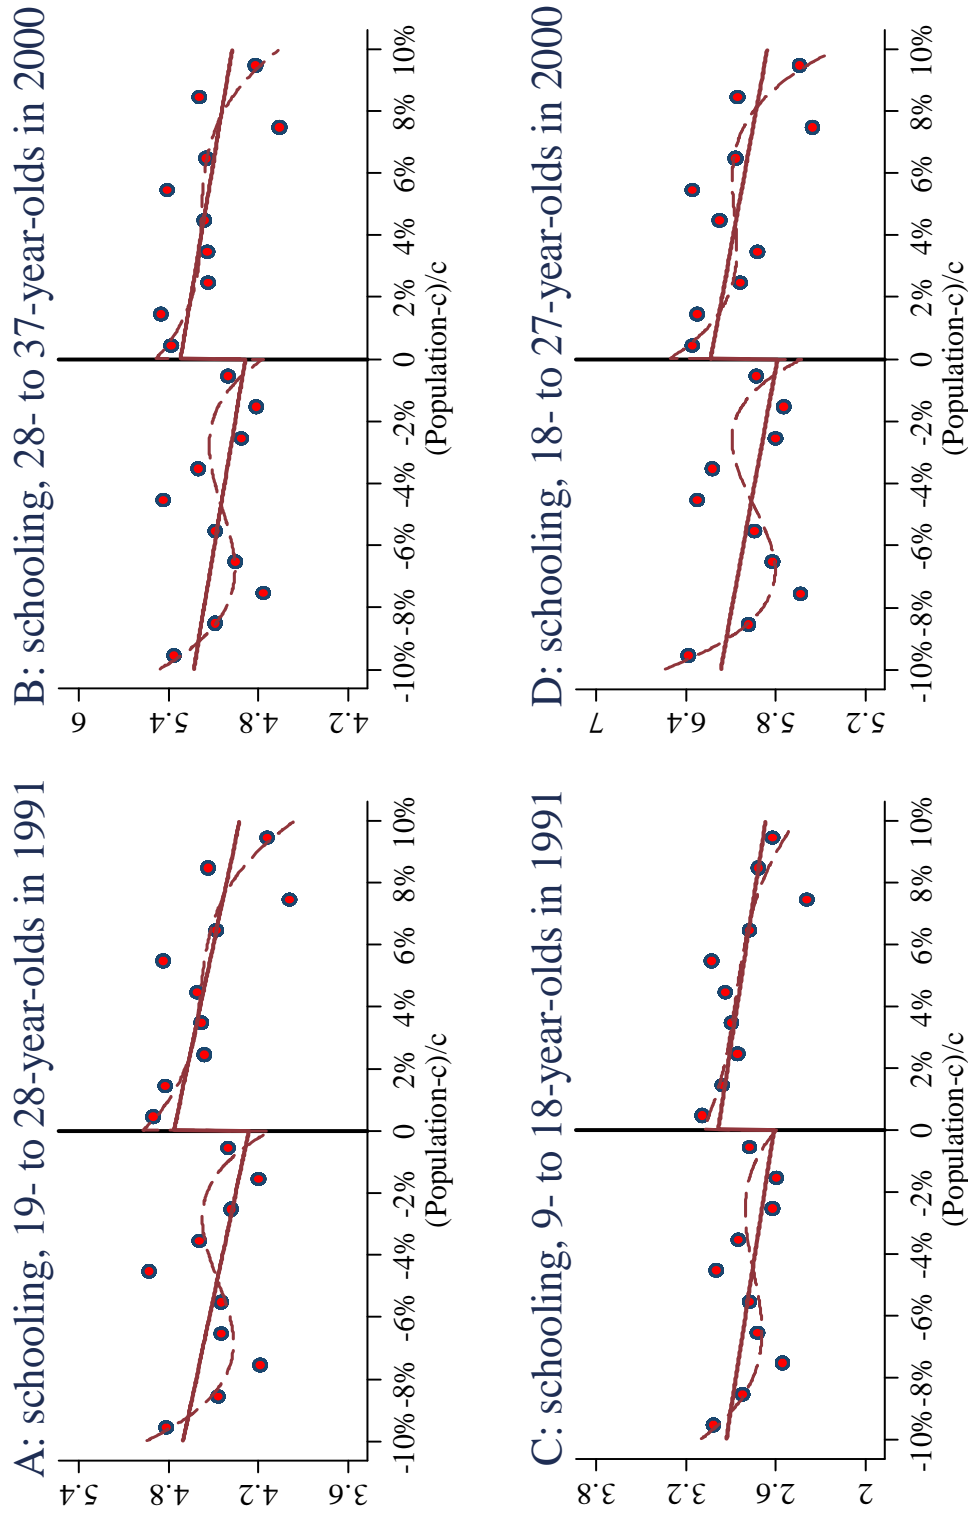 A: schooling, 19- to 28-year-olds in 1991
5.4
4.8
4.2
3.6
-10% -8% -6% -4% -2% 0 2% 4% 6% 8% 10%
(Population-c)/c
B: schooling, 28- to 37-year-olds in 2000
6
5.4
4.8
4.2
-10% -8% -6% -4% -2% 0 2% 4% 6% 8% 10%
(Population-c)/c
C: schooling, 9- to 18-year-olds in 1991
3.8
3.2
2.6
2
-10% -8% -6% -4% -2% 0 2% 4% 6% 8% 10%
(Population-c)/c
D: schooling, 18- to 27-year-olds in 2000
7
6.4
5.8
5.2
-10% -8% -6% -4% -2% 0 2% 4% 6% 8% 10%
(Population-c)/c